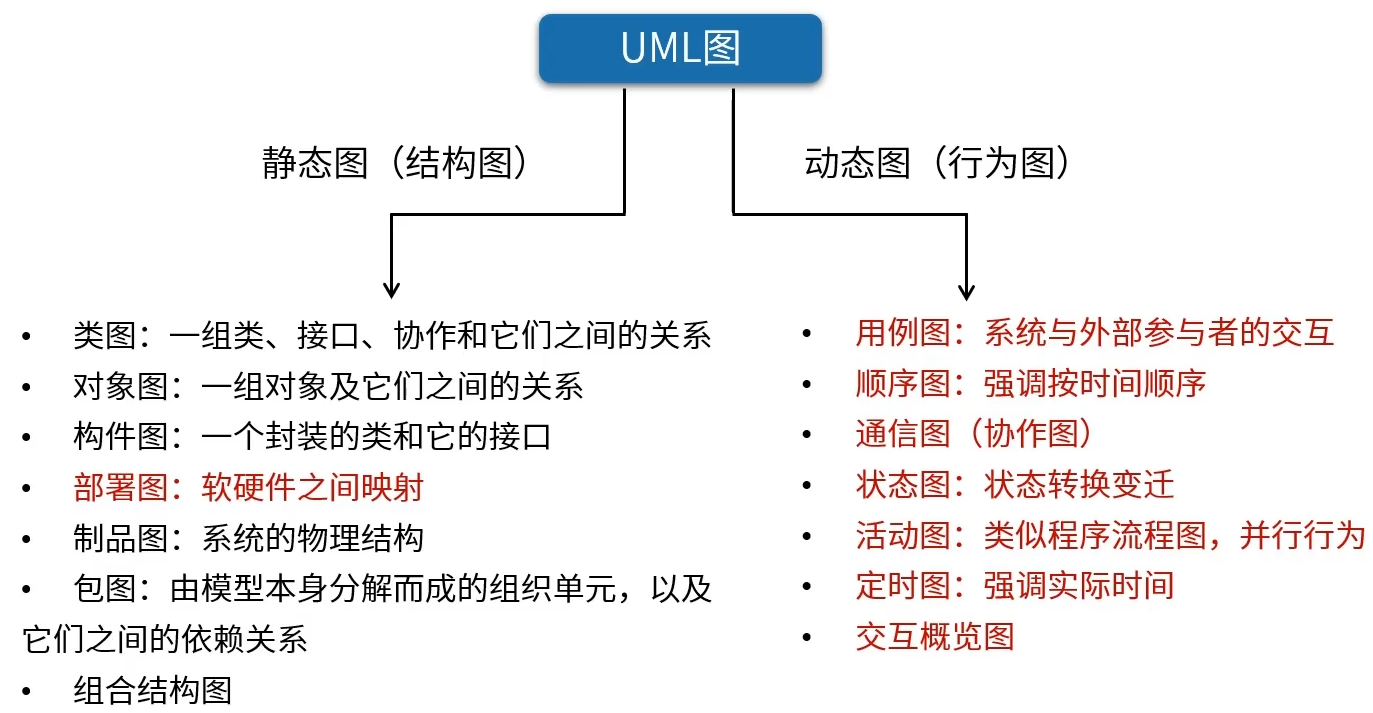 UML图
静态图（结构图）
动态图（行为图）
• 类图：一组类、接口、协作和它们之间的关系
• 对象图：一组对象及它们之间的关系
• 构件图：一个封装的类和它的接口
• 部署图：软硬件之间映射
• 制品图：系统的物理结构
• 包图：由模型本身分解而成的组织单元，以及
它们之间的依赖关系
• 组合结构图
• 用例图：系统与外部参与者的交互
• 顺序图：强调按时间顺序
• 通信图（协作图）
• 状态图：状态转换变迁
• 活动图：类似程序流程图，并行行为
• 定时图：强调实际时间
• 交互概览图